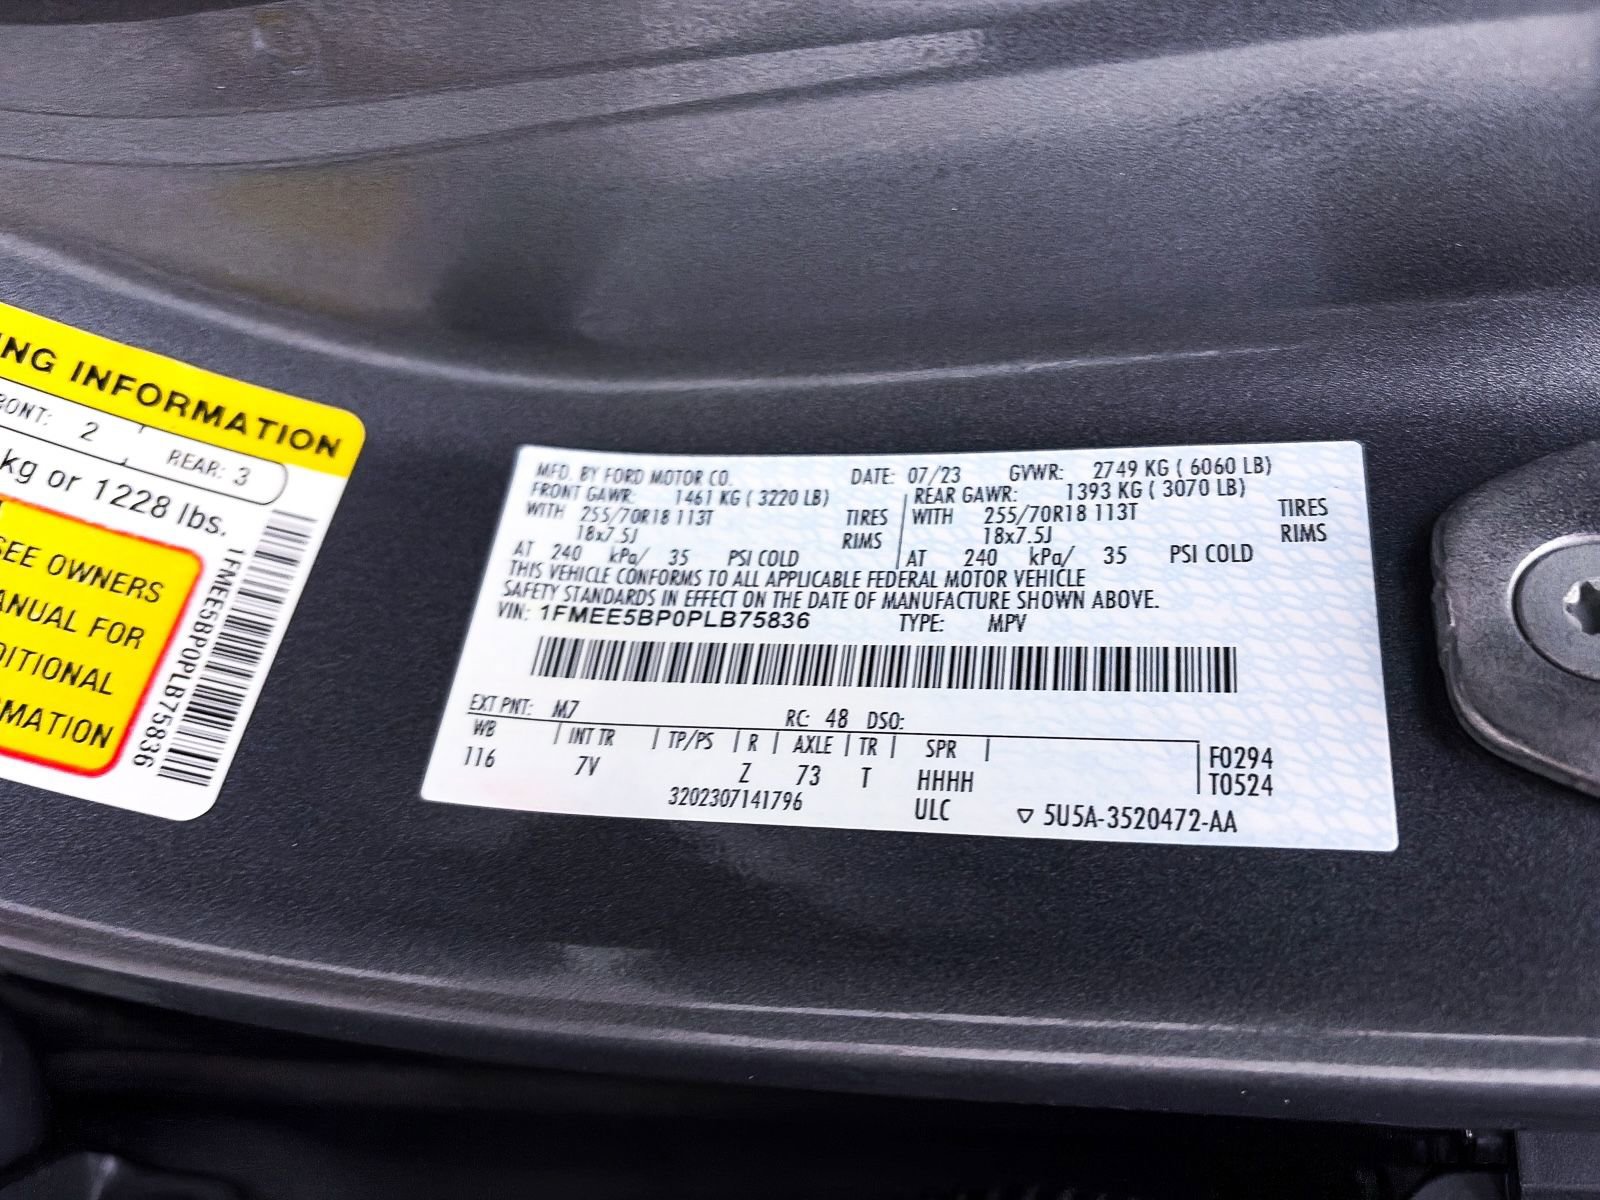 NG INFORMATION
RONT: 2 REAR: 3
kg or 1228 lbs.
SEE OWNERS
ANUAL FOR
DITIONAL
MATION
1FMEE5BP0PLB75836
MFD. BY FORD MOTOR CO. DATE: 07/23 GVWR: 2749 KG ( 6060 LB)
FRONT GAWR: 1461 KG ( 3220 LB) REAR GAWR: 1393 KG ( 3070 LB)
WITH 255/70R18 113T TIRES WITH 255/70R18 113T TIRES
18x7.5J RIMS 18x7.5J RIMS
AT 240 kPa/ 35 PSI COLD AT 240 kPa/ 35 PSI COLD
THIS VEHICLE CONFORMS TO ALL APPLICABLE FEDERAL MOTOR VEHICLE
SAFETY STANDARDS IN EFFECT ON THE DATE OF MANUFACTURE SHOWN ABOVE.
VIN: 1FMEE5BP0PLB75836 TYPE: MPV
EXT PNT: M7 RC: 48 DSO:
WB INT TR TP/PS R AXLE TR SPR F0294
116 7V Z 73 T HHHH T0524
3202307141796 ULC ▽ 5U5A-3520472-AA